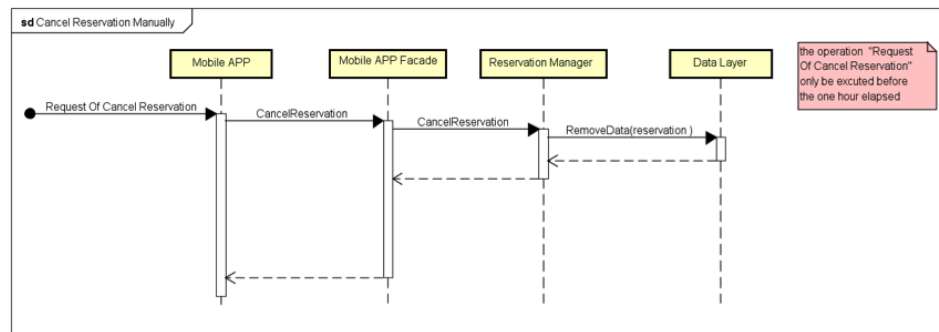 sd Cancel Reservation Manually
Mobile APP
Mobile APP Facade
Reservation Manager
Data Layer
the operation "Request
Of Cancel Reservation"
only be excuted before
the one hour elapsed
Request Of Cancel Reservation
CancelReservation
CancelReservation
RemoveData(reservation )